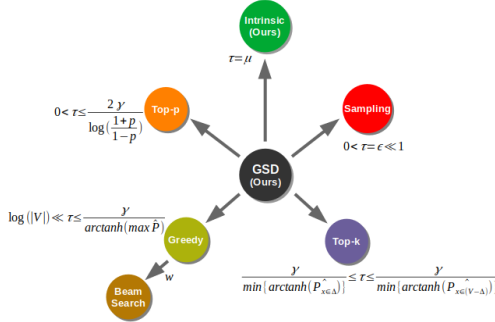 Intrinsic
(Ours)
τ=μ
0<τ≤ 2γ / log((1+p)/(1−p))
Top-p
Sampling
0<τ=ϵ≪1
GSD
(Ours)
log(|V|)≪τ≤ γ / arctanh(max P̂)
Greedy
Top-k
w
γ / min{arctanh(P̂_{x∈Δ})} ≤τ≤ γ / min{arctanh(P̂_{x∈(V−Δ)})}
Beam
Search